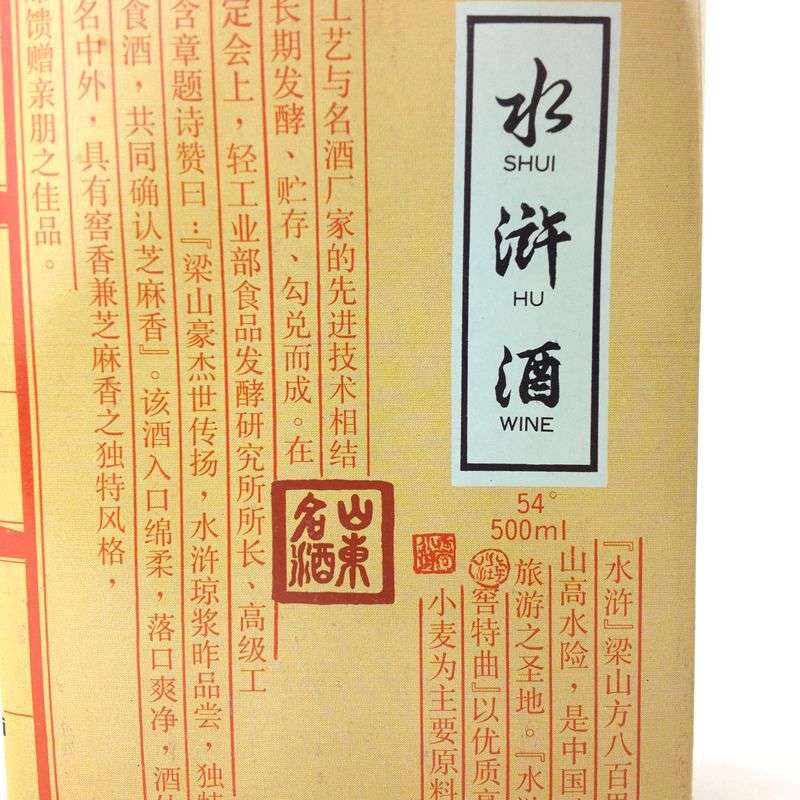 水
SHUI
浒
HU
酒
WINE
54°
500ml
『水浒』梁山方八百里
山高水险，是中国
旅游之圣地。『水
窖特曲』以优质高
小麦为主要原料
工艺与名酒厂家的先进技术相结
长期发酵、贮存、勾兑而成。在
定会上，轻工业部食品发酵研究所所长、高级工
含章题诗赞曰：『梁山豪杰世传扬，水浒琼浆昨品尝，独特
食酒，共同确认芝麻香』。该酒入口绵柔，落口爽净，酒
名中外，具有窖香兼芝麻香之独特风格，
馈赠亲朋之佳品。
山東
名酒